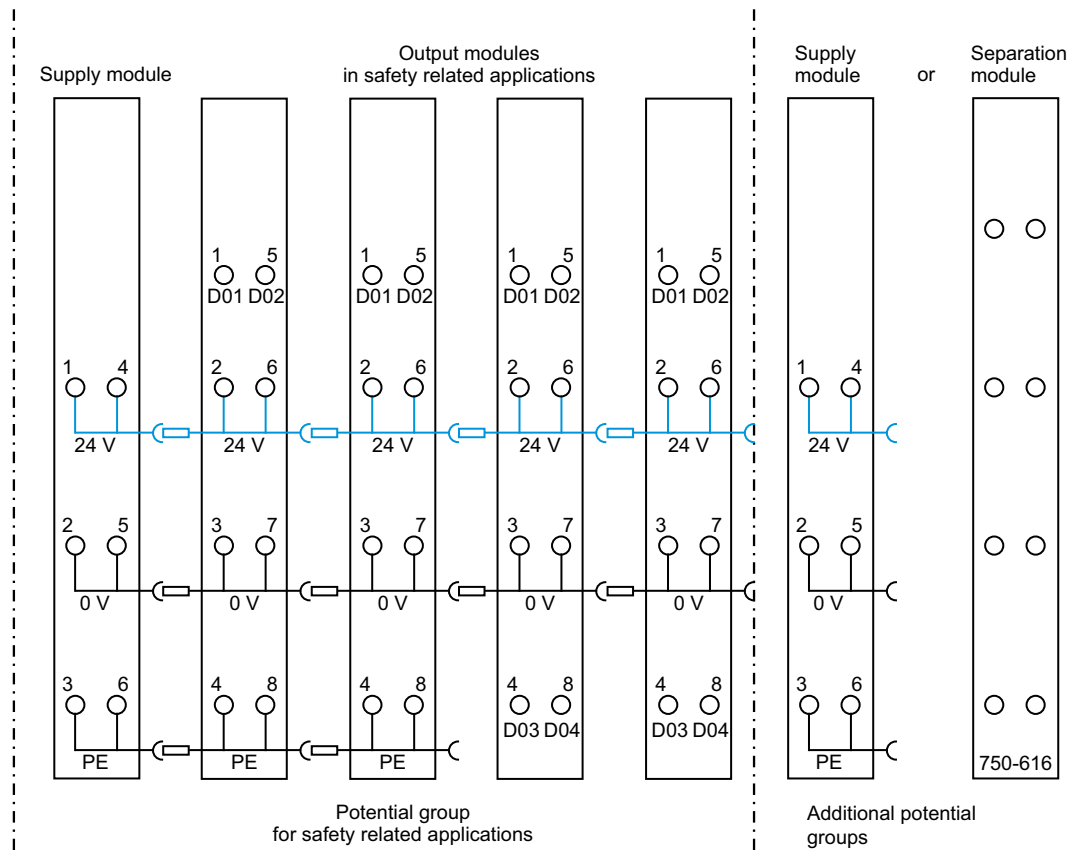 Supply module
Output modules
in safety related applications
Supply
module
or
Separation
module
1 5 1 5 1 5 1 5
D01 D02 D01 D02 D01 D02 D01 D02
1 4 2 6 2 6 2 6 2 6 1 4
24 V 24 V 24 V 24 V 24 V 24 V
2 5 3 7 3 7 3 7 3 7 2 5
0 V 0 V 0 V 0 V 0 V 0 V
3 6 4 8 4 8 4 8 4 8 3 6
D03 D04 D03 D04
PE PE PE PE 750-616
Potential group
for safety related applications
Additional potential
groups